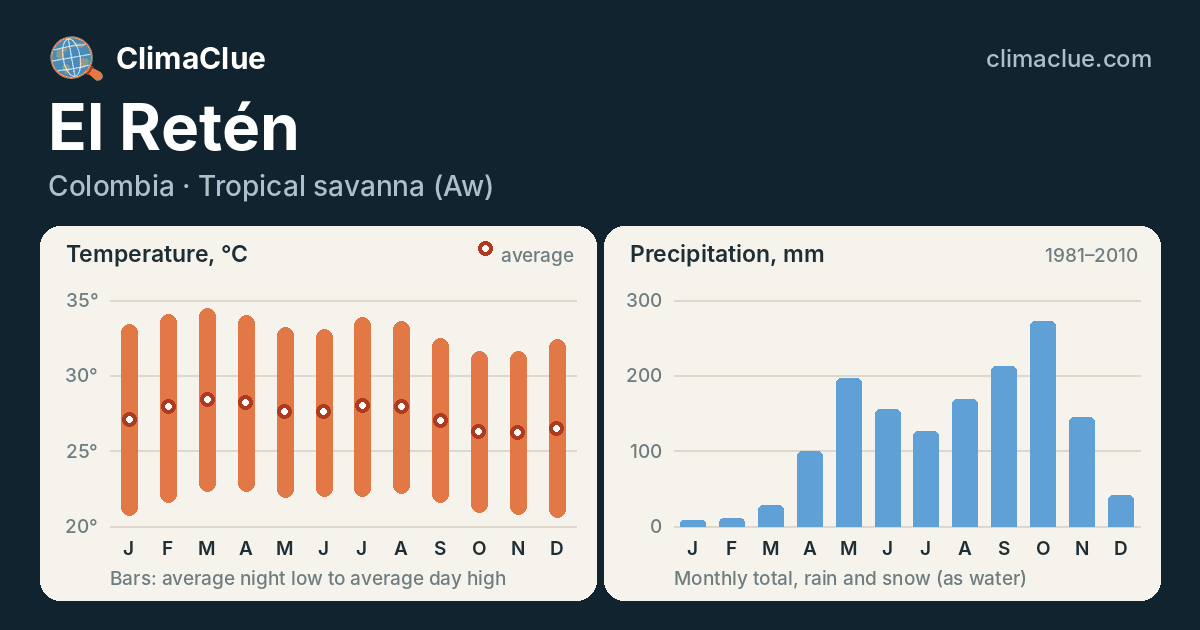 ClimaClue
climaclue.com
El Retén
Colombia · Tropical savanna (Aw)
Temperature, °C
average
35°
30°
25°
20°
J F M A M J J A S O N D
Bars: average night low to average day high
Precipitation, mm
1981–2010
300
200
100
0
J F M A M J J A S O N D
Monthly total, rain and snow (as water)